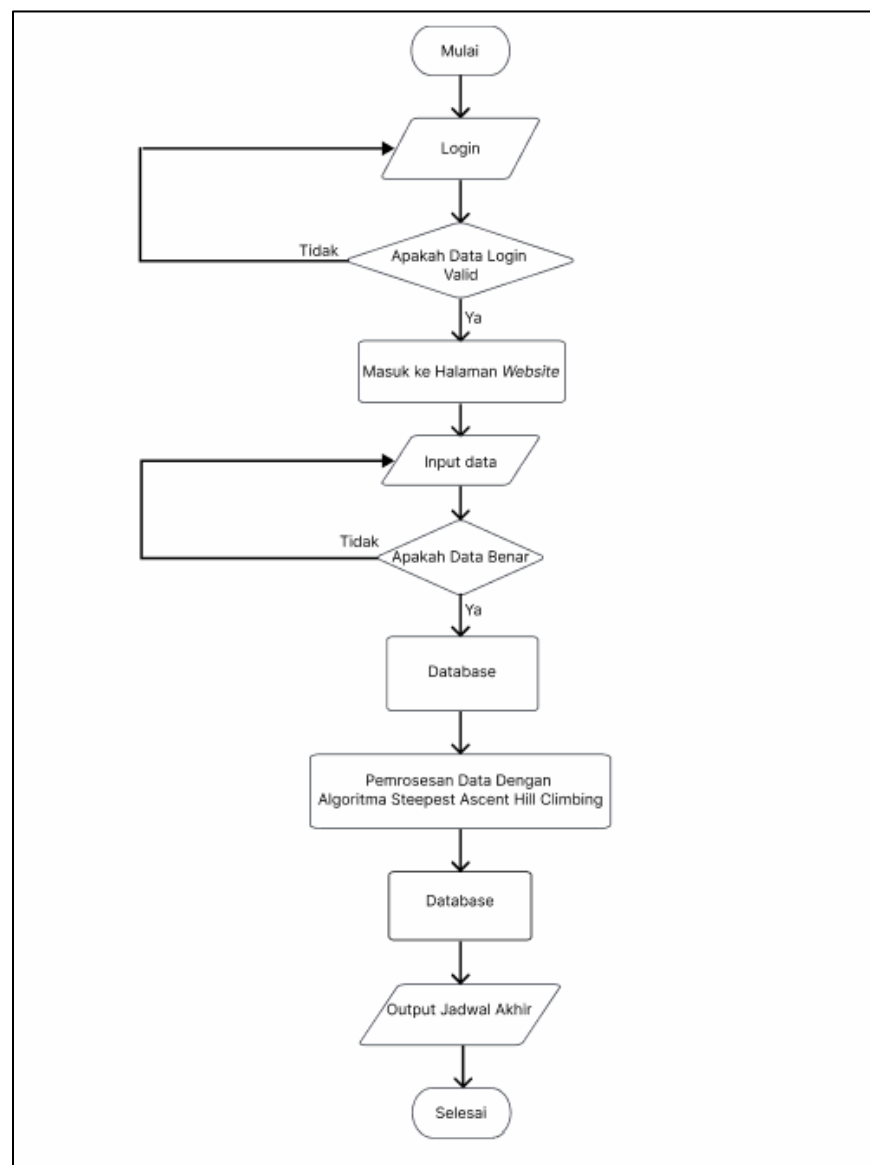 Mulai
Login
Tidak
Apakah Data Login
Valid
Ya
Masuk ke Halaman Website
Input data
Tidak
Apakah Data Benar
Ya
Database
Pemrosesan Data Dengan
Algoritma Steepest Ascent Hill Climbing
Database
Output Jadwal Akhir
Selesai